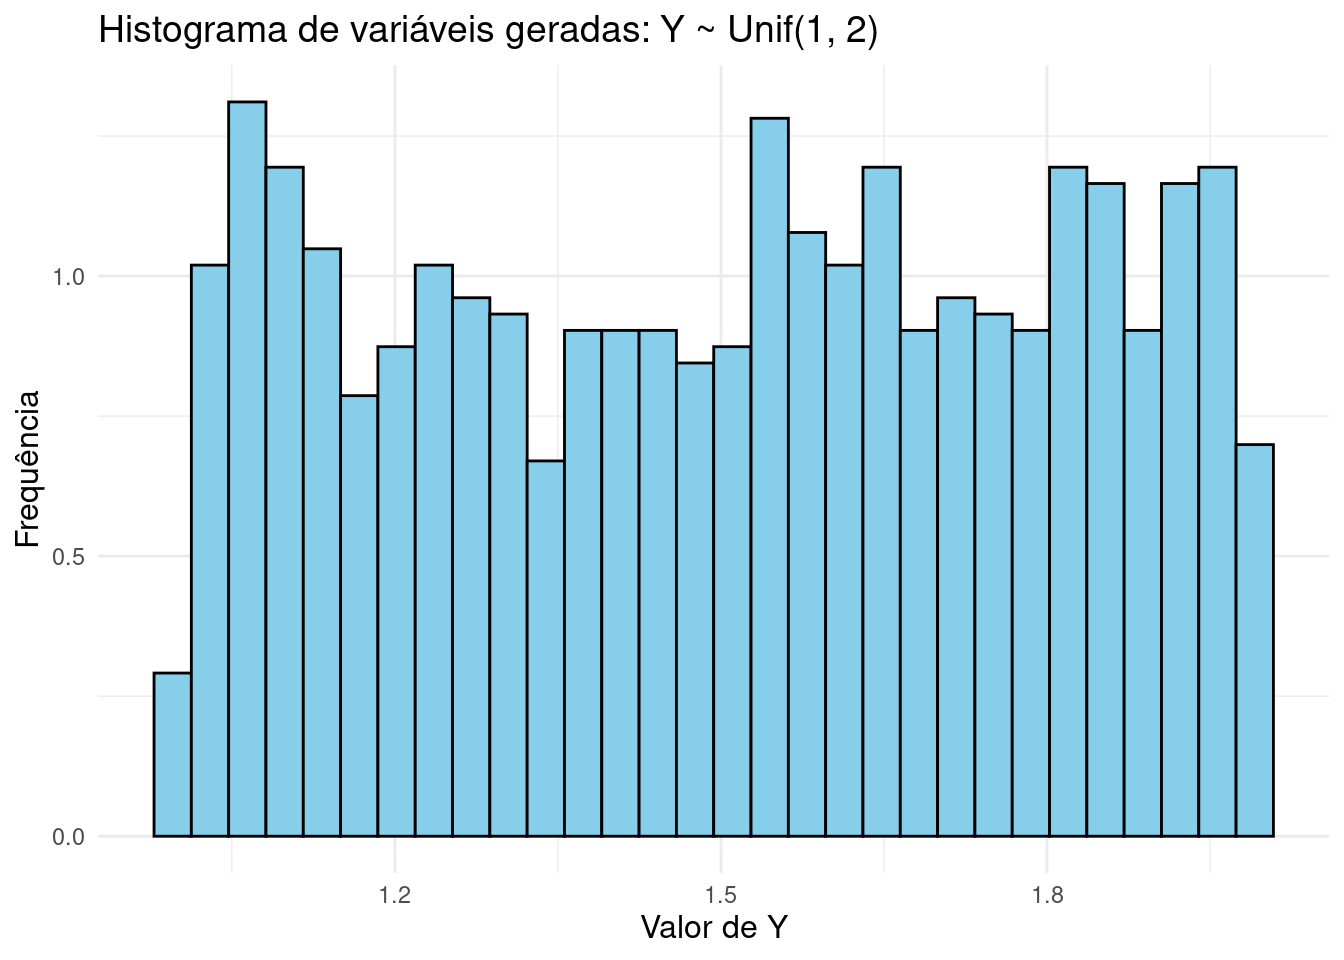 Histograma de variáveis geradas: Y ~ Unif(1, 2)
Frequência
1.0
0.5
0.0
1.2 1.5 1.8
Valor de Y